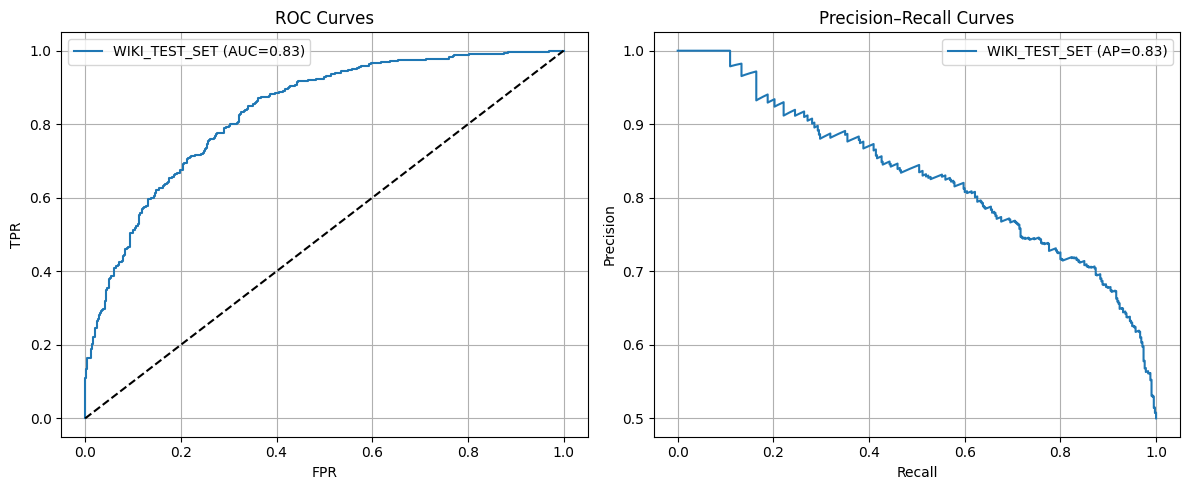 ROC Curves
WIKI_TEST_SET (AUC=0.83)
1.0
0.8
0.6
0.4
0.2
0.0
TPR
0.0 0.2 0.4 0.6 0.8 1.0
FPR
Precision–Recall Curves
WIKI_TEST_SET (AP=0.83)
1.0
0.9
0.8
0.7
0.6
0.5
Precision
0.0 0.2 0.4 0.6 0.8 1.0
Recall